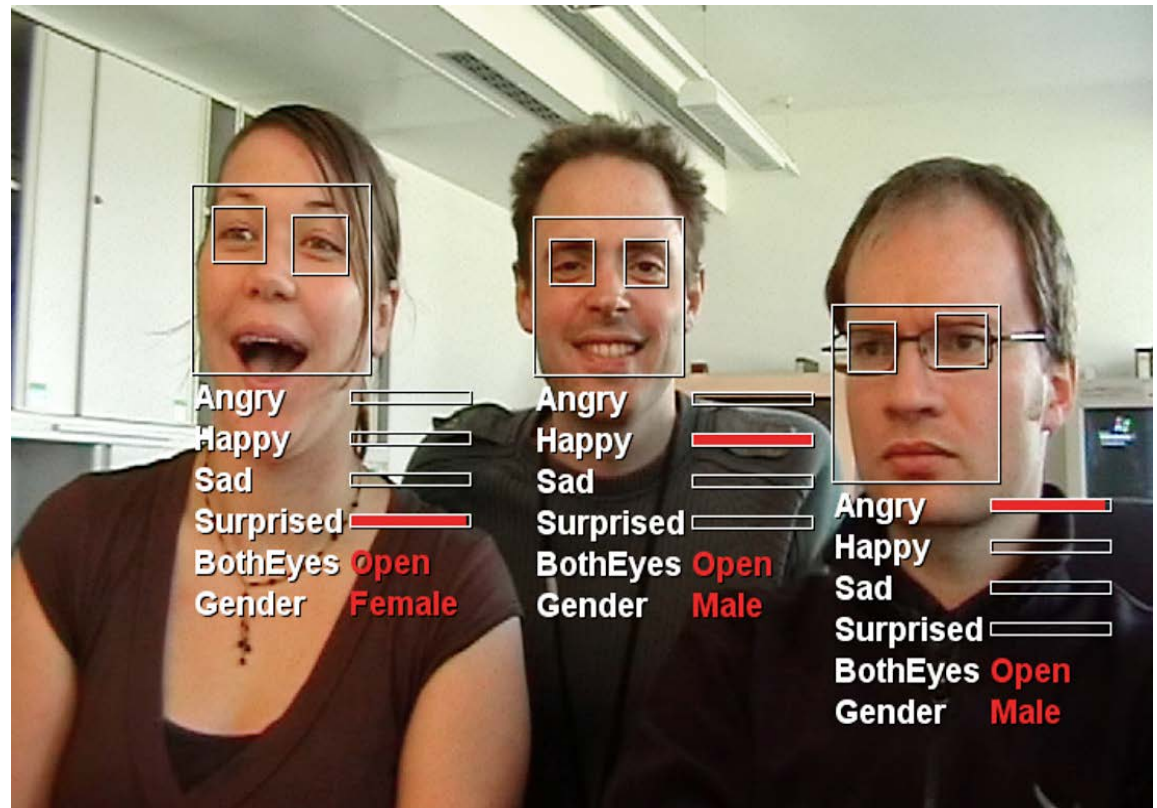 Angry
Happy
Sad
Surprised
BothEyes Open
Gender Female
Angry
Happy
Sad
Surprised
BothEyes Open
Gender Male
Angry
Happy
Sad
Surprised
BothEyes Open
Gender Male